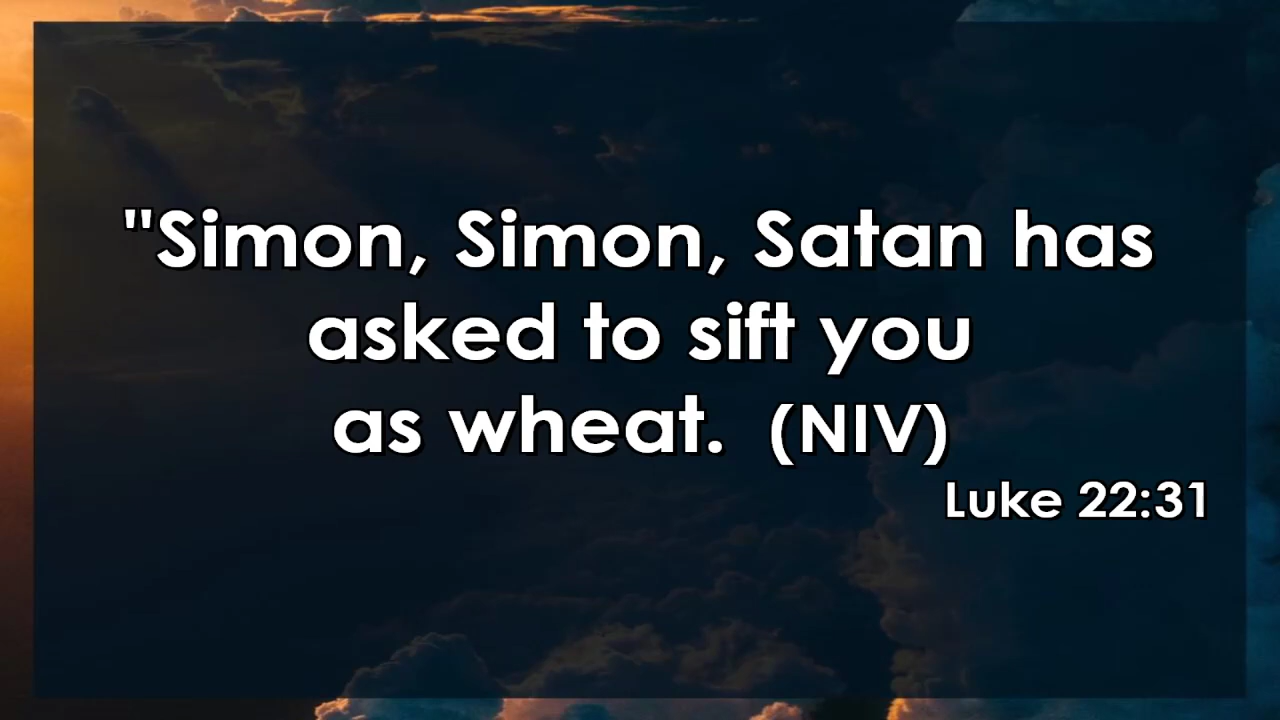 "Simon, Simon, Satan has
asked to sift you
as wheat. (NIV)
Luke 22:31